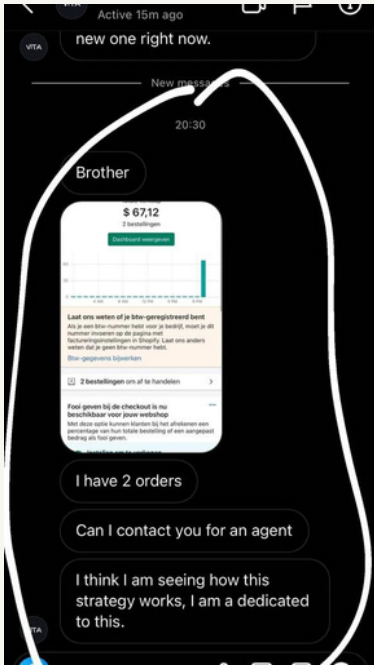 VITA
Active 15m ago
new one right now.
VITA
New messages
20:30
Brother
$ 67,12
2 bestellingen
Dashboard weergeven
Laat ons weten of je btw-geregistreerd bent
Als je een btw-nummer hebt voor je bedrijf, moet je dit
nummer invoeren op de pagina met
factureringsinstellingen in Shopify. Laat ons anders
weten dat je geen btw-nummer hebt.
Btw-gegevens bijwerken
2 bestellingen om af te handelen
Fooi geven bij de checkout is nu
beschikbaar voor jouw webshop
Met deze optie kunnen klanten bij het afrekenen een
percentage van hun totale bestelling of een aangepast
bedrag als fooi geven.
I have 2 orders
Can I contact you for an agent
I think I am seeing how this
strategy works, I am a dedicated
to this.
VITA